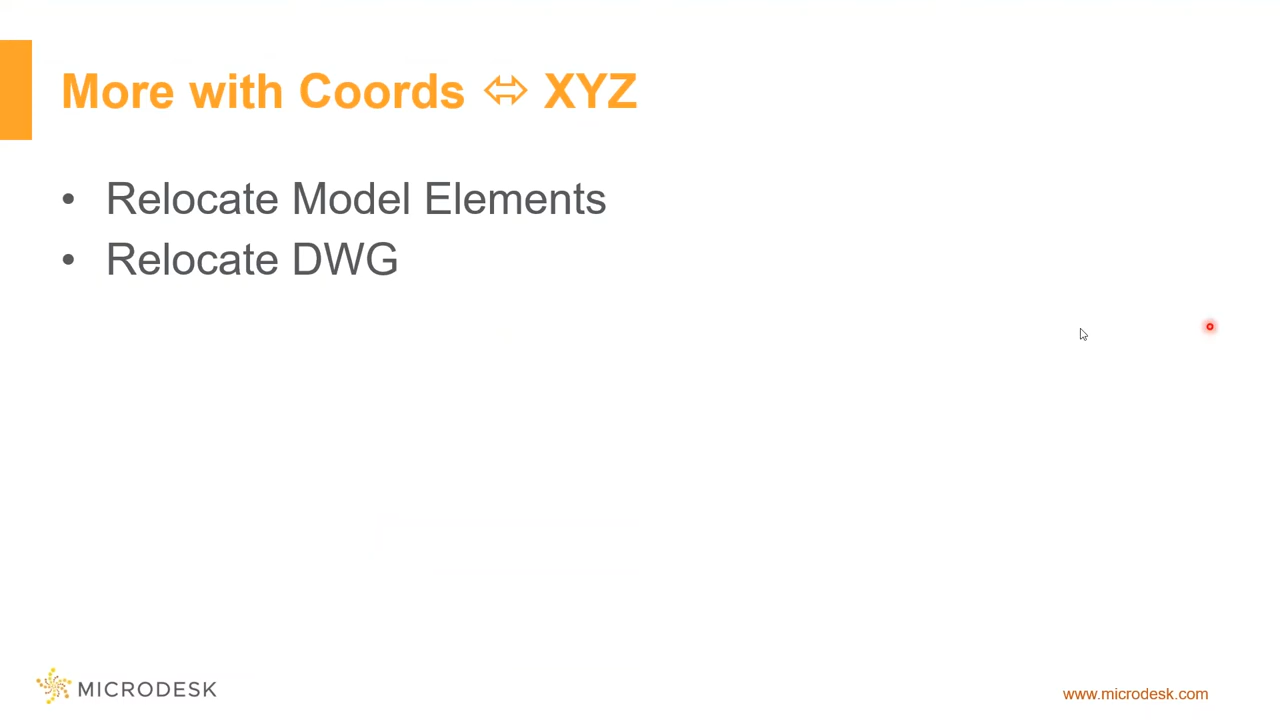 More with Coords ⬄ XYZ
• Relocate Model Elements
• Relocate DWG
MICRODESK
www.microdesk.com